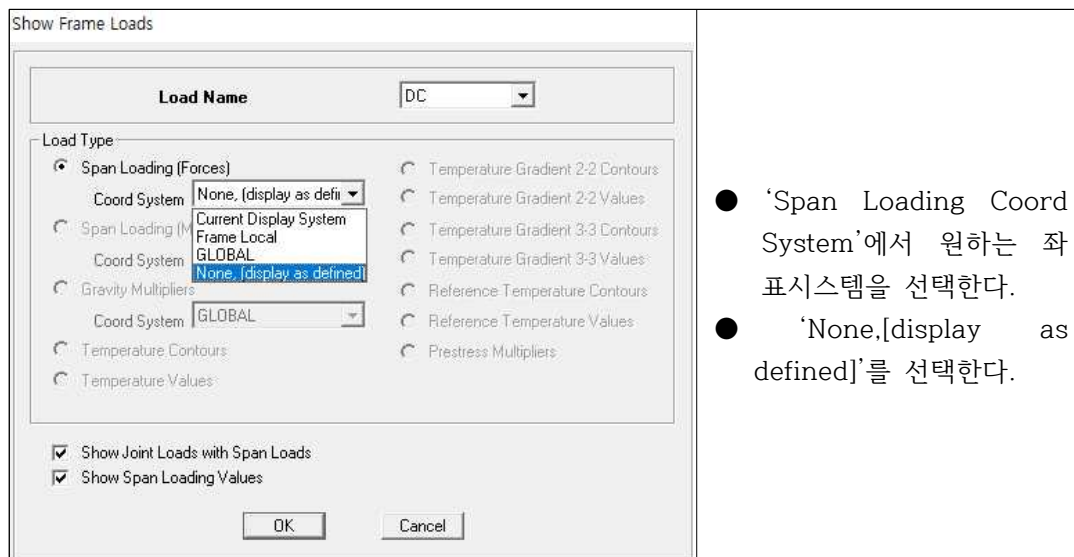 Show Frame Loads
Load Name
DC
Load Type
Span Loading (Forces)
Coord System
None, (display as defii
Current Display System
Frame Local
GLOBAL
None, [display as defined]
Span Loading (M
Coord System
Gravity Multipliers
Coord System
GLOBAL
Temperature Contours
Temperature Values
Temperature Gradient 2-2 Contours
Temperature Gradient 2-2 Values
Temperature Gradient 3-3 Contours
Temperature Gradient 3-3 Values
Reference Temperature Contours
Reference Temperature Values
Prestress Multipliers
Show Joint Loads with Span Loads
Show Span Loading Values
OK
Cancel
● ‘Span Loading Coord
System’에서 원하는 좌
표시스템을 선택한다.
● ‘None,[display as
defined]’를 선택한다.